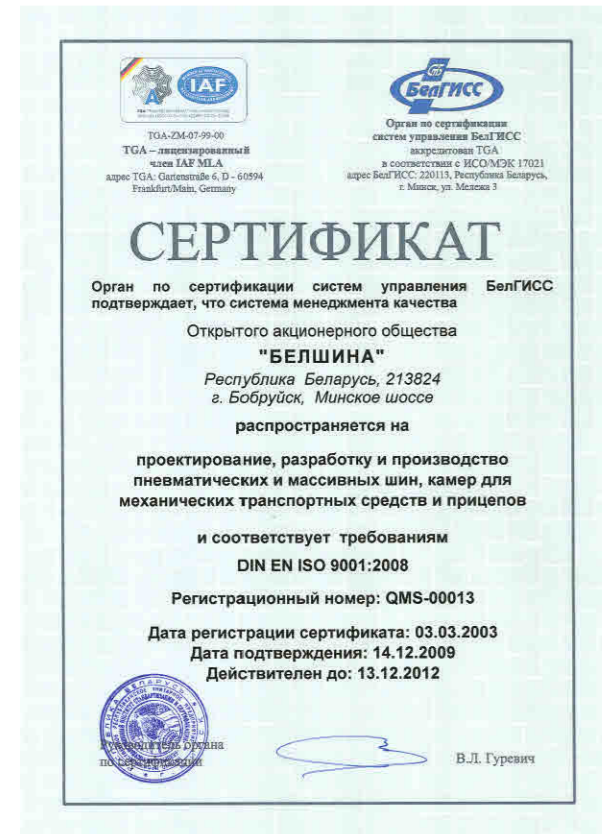 IAF
TGA-ZM-07-99-00
TGA – лицензированный
член IAF MLA
адрес TGA: Gartenstraße 6, D - 60594
Frankfurt/Main, Germany
БелГИСС
Орган по сертификации
систем управления БелГИСС
аккредитован TGA
в соответствии с ИСО/МЭК 17021
адрес БелГИСС: 220113, Республика Беларусь,
г. Минск, ул. Мележа 3
СЕРТИФИКАТ
Орган по сертификации систем управления БелГИСС
подтверждает, что система менеджмента качества
Открытого акционерного общества
"БЕЛШИНА"
Республика Беларусь, 213824
г. Бобруйск, Минское шоссе
распространяется на
проектирование, разработку и производство
пневматических и массивных шин, камер для
механических транспортных средств и прицепов
и соответствует требованиям
DIN EN ISO 9001:2008
Регистрационный номер: QMS-00013
Дата регистрации сертификата: 03.03.2003
Дата подтверждения: 14.12.2009
Действителен до: 13.12.2012
Руководитель органа
по сертификации
В.Л. Гуревич